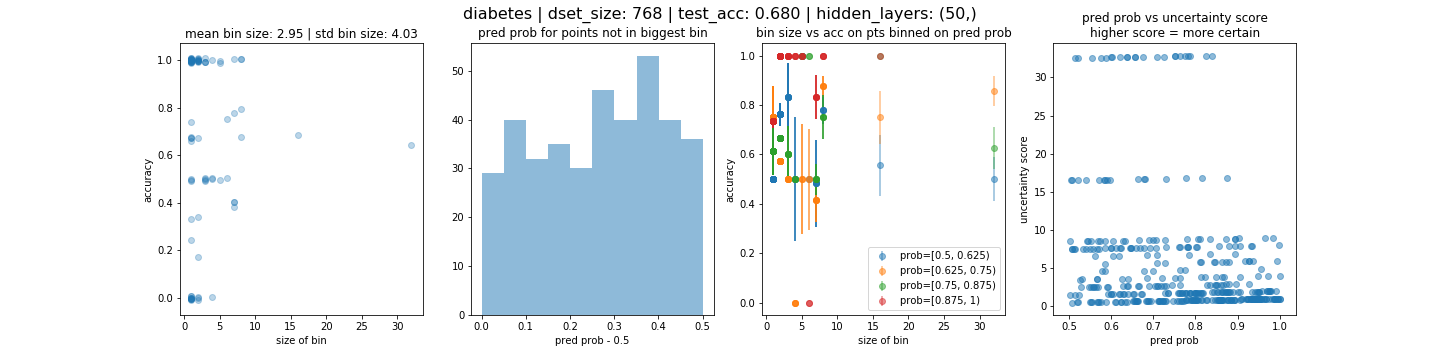 diabetes | dset_size: 768 | test_acc: 0.680 | hidden_layers: (50,)
mean bin size: 2.95 | std bin size: 4.03
accuracy
1.0
0.8
0.6
0.4
0.2
0.0
0 5 10 15 20 25 30
size of bin
pred prob for points not in biggest bin
50
40
30
20
10
0
0.0 0.1 0.2 0.3 0.4 0.5
pred prob - 0.5
bin size vs acc on pts binned on pred prob
accuracy
1.0
0.8
0.6
0.4
0.2
0.0
prob=[0.5, 0.625)
prob=[0.625, 0.75)
prob=[0.75, 0.875)
prob=[0.875, 1)
0 5 10 15 20 25 30
size of bin
pred prob vs uncertainty score
higher score = more certain
uncertainty score
30
25
20
15
10
5
0
0.5 0.6 0.7 0.8 0.9 1.0
pred prob